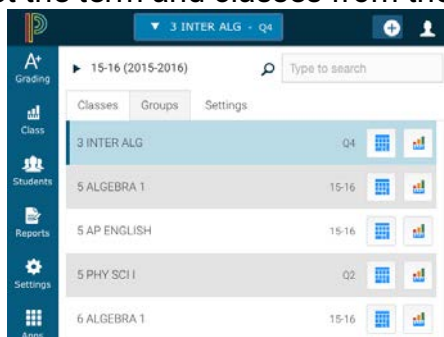 t the term and classes from the
3 INTER ALG - Q4
A+
Grading
15-16 (2015-2016)
Type to search
Classes Groups Settings
Class
3 INTER ALG Q4
Students
5 ALGEBRA 1 15-16
Reports
5 AP ENGLISH 15-16
Settings
5 PHY SCI I Q2
Apps
6 ALGEBRA 1 15-16